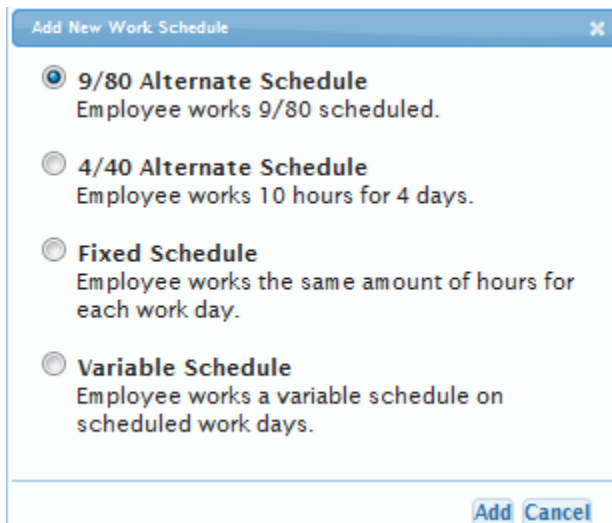 Add New Work Schedule
9/80 Alternate Schedule
Employee works 9/80 scheduled.
4/40 Alternate Schedule
Employee works 10 hours for 4 days.
Fixed Schedule
Employee works the same amount of hours for
each work day.
Variable Schedule
Employee works a variable schedule on
scheduled work days.
Add Cancel